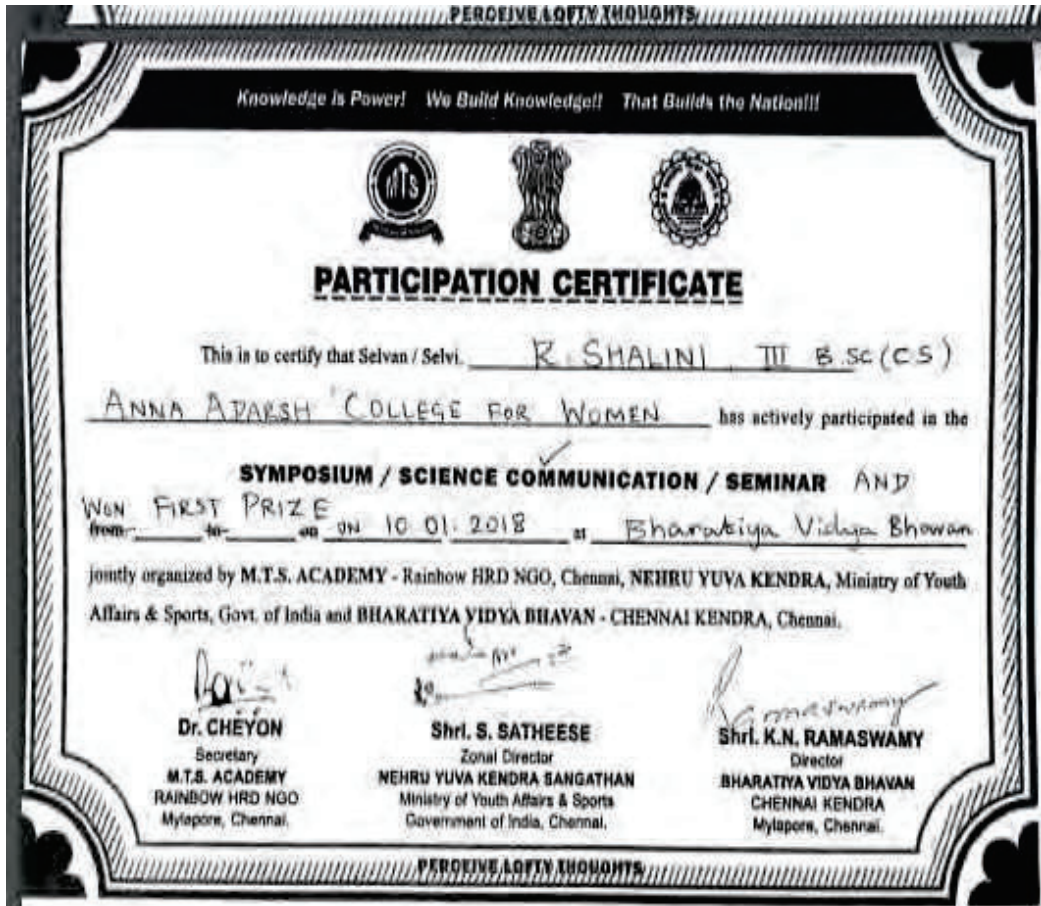 PERCEIVE LOFTY THOUGHTS
Knowledge is Power! We Build Knowledge!! That Builds the Nation!!!
MTS
PARTICIPATION CERTIFICATE
This is to certify that Selvan / Selvi. R. SHALINI III B.SC (CS)
ANNA ADARSH COLLEGE FOR WOMEN has actively participated in the
SYMPOSIUM / SCIENCE COMMUNICATION / SEMINAR AND
WON FIRST PRIZE
from to on ON 10.01.2018 at Bharatiya Vidya Bhawan
jointly organized by M.T.S. ACADEMY - Rainbow HRD NGO, Chennai, NEHRU YUVA KENDRA, Ministry of Youth
Affairs & Sports, Govt. of India and BHARATIYA VIDYA BHAVAN - CHENNAI KENDRA, Chennai.
Ramaswamy
Dr. CHEYON Shri. S. SATHEESE Shri. K.N. RAMASWAMY
Secretary Zonal Director Director
M.T.S. ACADEMY NEHRU YUVA KENDRA SANGATHAN BHARATIYA VIDYA BHAVAN
RAINBOW HRD NGO Ministry of Youth Affairs & Sports CHENNAI KENDRA
Mylapore, Chennai. Government of India, Chennai. Mylapore, Chennai.
PERCEIVE LOFTY THOUGHTS